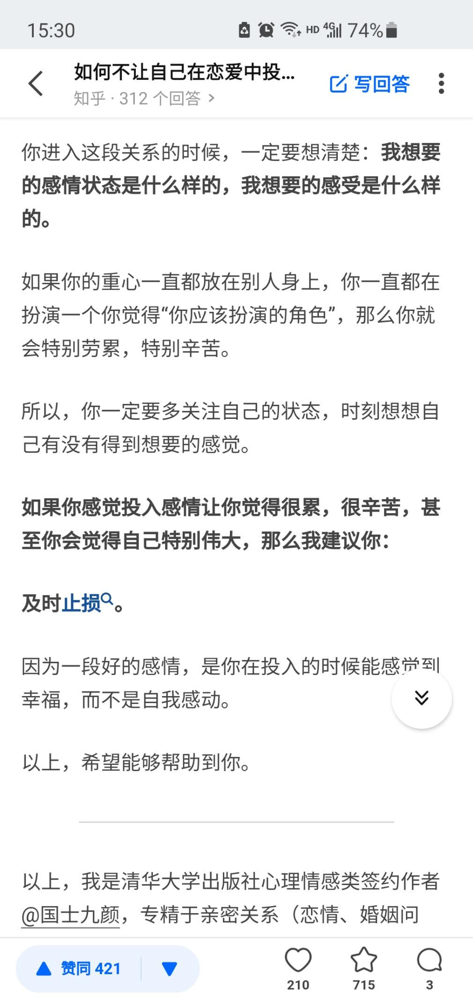 15:30
HD 4G 74%
如何不让自己在恋爱中投...
写回答
知乎 · 312 个回答 >
你进入这段关系的时候，一定要想清楚：我想要
的感情状态是什么样的，我想要的感受是什么样
的。
如果你的重心一直都放在别人身上，你一直都在
扮演一个你觉得“你应该扮演的角色”，那么你就
会特别劳累，特别辛苦。
所以，你一定要多关注自己的状态，时刻想想自
己有没有得到想要的感觉。
如果你感觉投入感情让你觉得很累，很辛苦，甚
至你会觉得自己特别伟大，那么我建议你：
及时止损。
因为一段好的感情，是你在投入的时候能感觉到
幸福，而不是自我感动。
以上，希望能够帮助到你。
以上，我是清华大学出版社心理情感类签约作者
@国士九颜，专精于亲密关系（恋情、婚姻问
赞同 421
210
715
3